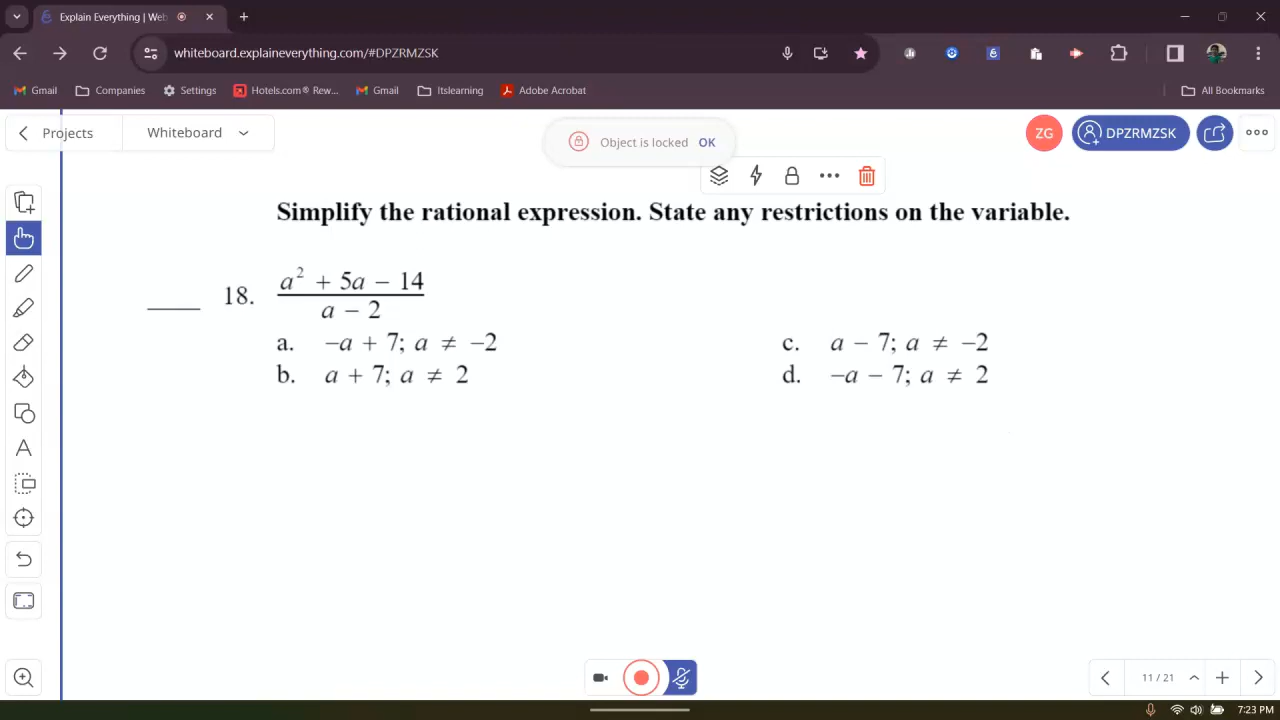 Explain Everything | Web
whiteboard.explaineverything.com/#DPZRMZSK
Gmail Companies Settings Hotels.com® Rew... Gmail Itslearning Adobe Acrobat All Bookmarks
Projects Whiteboard Object is locked OK ZG DPZRMZSK
Simplify the rational expression. State any restrictions on the variable.
____ 18. a² + 5a − 14
a − 2
a. −a + 7; a ≠ −2 c. a − 7; a ≠ −2
b. a + 7; a ≠ 2 d. −a − 7; a ≠ 2
11 / 21
7:23 PM